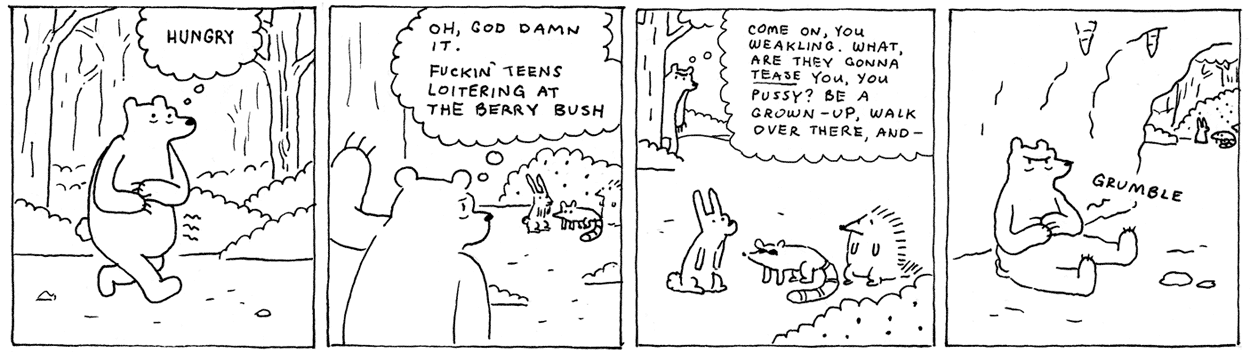 HUNGRY
OH, GOD DAMN
IT.
FUCKIN' TEENS
LOITERING AT
THE BERRY BUSH
COME ON, YOU
WEAKLING. WHAT,
ARE THEY GONNA
TEASE YOU, YOU
PUSSY? BE A
GROWN-UP, WALK
OVER THERE, AND-
GRUMBLE